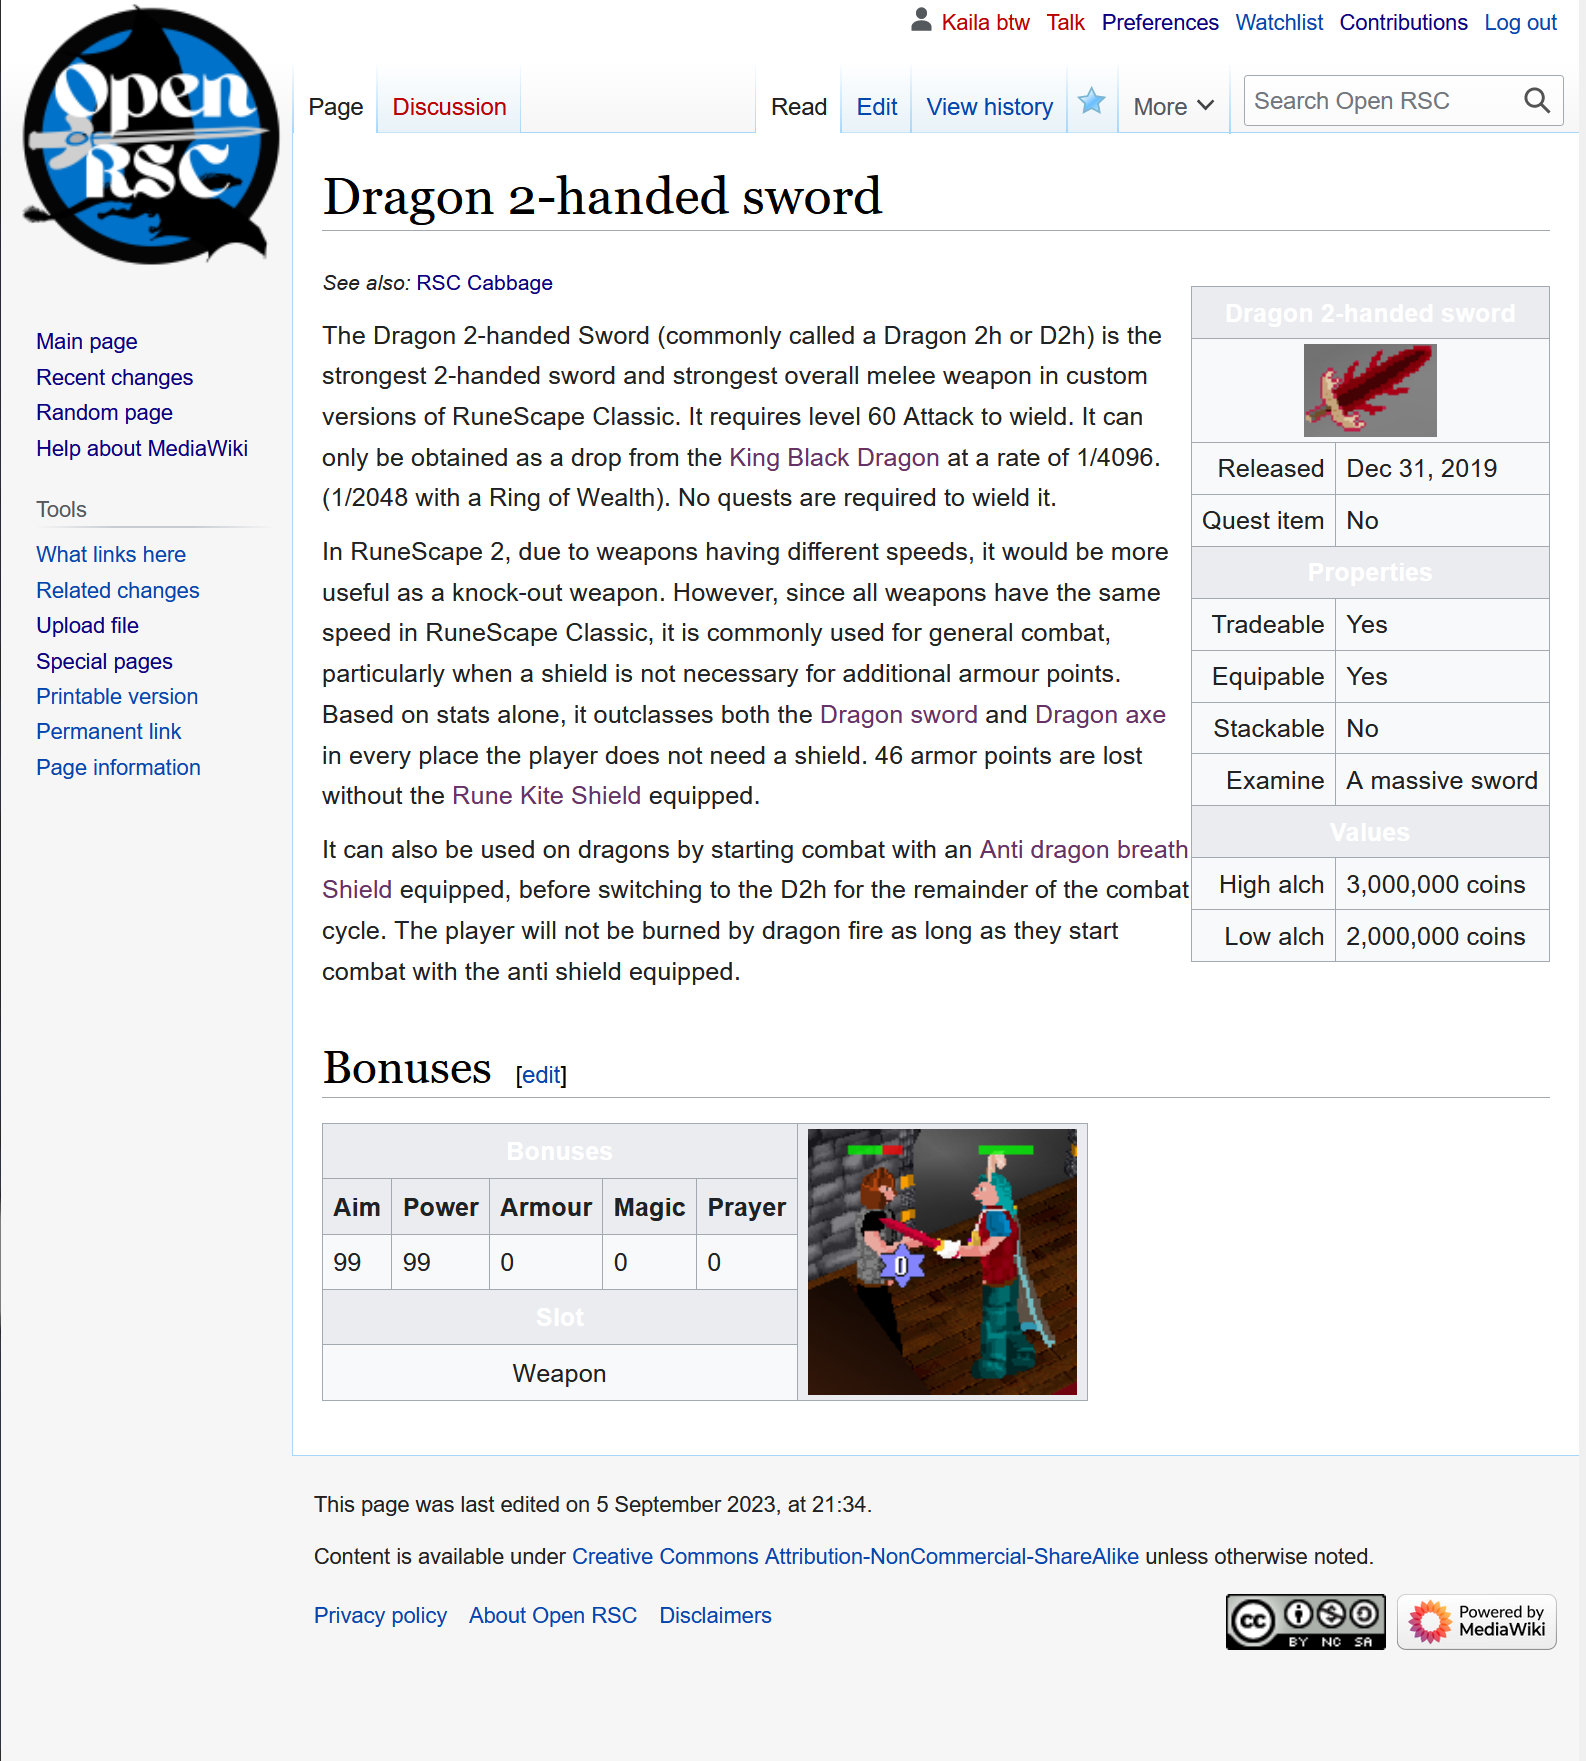 Open
RSC
Kaila btw Talk Preferences Watchlist Contributions Log out
Page Discussion Read Edit View history More Search Open RSC
Main page
Recent changes
Random page
Help about MediaWiki
Tools
What links here
Related changes
Upload file
Special pages
Printable version
Permanent link
Page information
Dragon 2-handed sword
See also: RSC Cabbage
The Dragon 2-handed Sword (commonly called a Dragon 2h or D2h) is the
strongest 2-handed sword and strongest overall melee weapon in custom
versions of RuneScape Classic. It requires level 60 Attack to wield. It can
only be obtained as a drop from the King Black Dragon at a rate of 1/4096.
(1/2048 with a Ring of Wealth). No quests are required to wield it.
In RuneScape 2, due to weapons having different speeds, it would be more
useful as a knock-out weapon. However, since all weapons have the same
speed in RuneScape Classic, it is commonly used for general combat,
particularly when a shield is not necessary for additional armour points.
Based on stats alone, it outclasses both the Dragon sword and Dragon axe
in every place the player does not need a shield. 46 armor points are lost
without the Rune Kite Shield equipped.
It can also be used on dragons by starting combat with an Anti dragon breath
Shield equipped, before switching to the D2h for the remainder of the combat
cycle. The player will not be burned by dragon fire as long as they start
combat with the anti shield equipped.
Dragon 2-handed sword
Released Dec 31, 2019
Quest item No
Properties
Tradeable Yes
Equipable Yes
Stackable No
Examine A massive sword
Values
High alch 3,000,000 coins
Low alch 2,000,000 coins
Bonuses [edit]
Bonuses
Aim Power Armour Magic Prayer
99 99 0 0 0
Slot
Weapon
0
This page was last edited on 5 September 2023, at 21:34.
Content is available under Creative Commons Attribution-NonCommercial-ShareAlike unless otherwise noted.
Privacy policy About Open RSC Disclaimers
cc BY NC SA
Powered by
MediaWiki